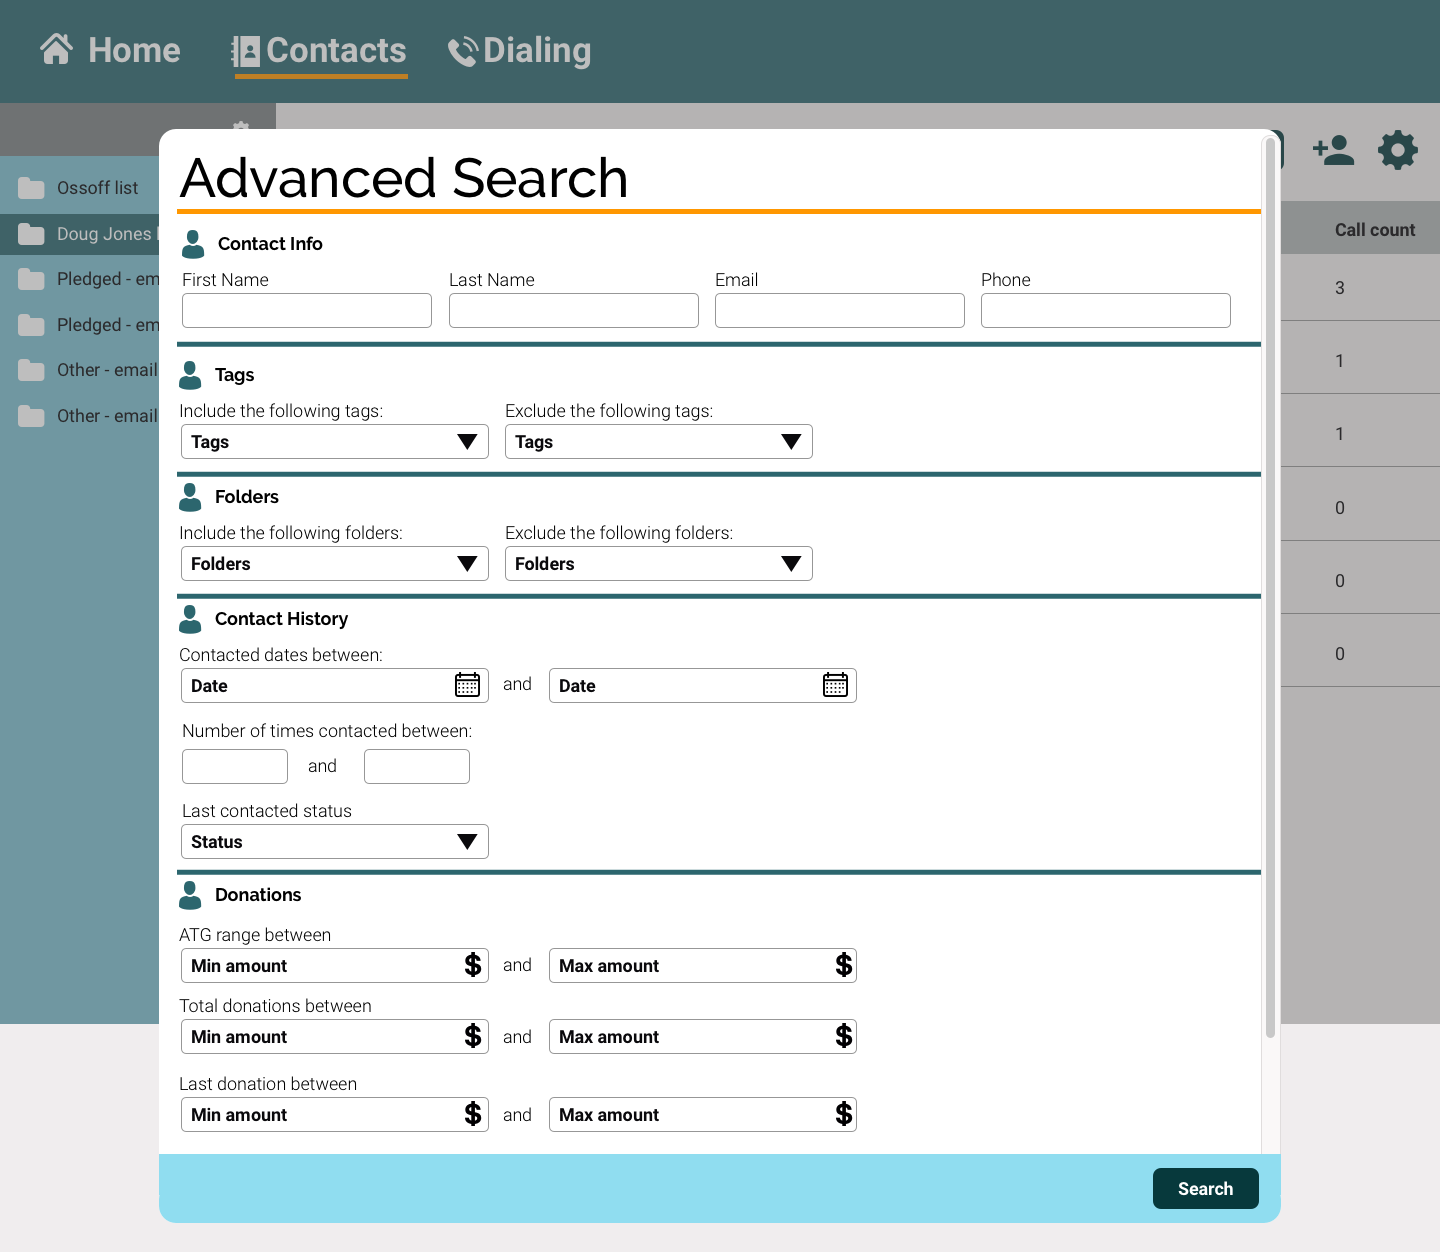 Home Contacts Dialing
Ossoff list
Doug Jones
Pledged - em
Pledged - em
Other - email
Other - email
Call count
3
1
1
0
0
0
Advanced Search
Contact Info
First Name Last Name Email Phone
Tags
Include the following tags: Exclude the following tags:
Tags Tags
Folders
Include the following folders: Exclude the following folders:
Folders Folders
Contact History
Contacted dates between:
Date and Date
Number of times contacted between:
and
Last contacted status
Status
Donations
ATG range between
Min amount $ and Max amount $
Total donations between
Min amount $ and Max amount $
Last donation between
Min amount $ and Max amount $
Search